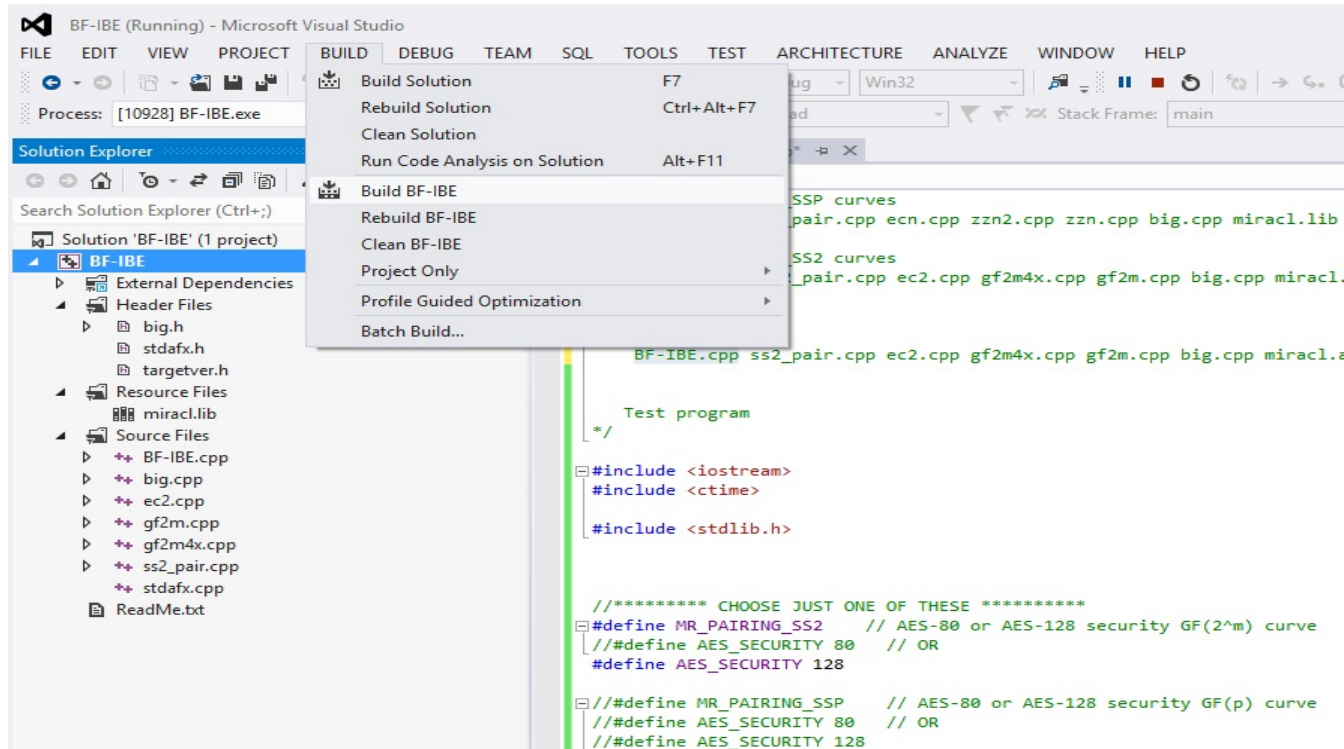 BF-IBE (Running) - Microsoft Visual Studio
FILE EDIT VIEW PROJECT BUILD DEBUG TEAM SQL TOOLS TEST ARCHITECTURE ANALYZE WINDOW HELP
Win32
Process: [10928] BF-IBE.exe
Stack Frame: main
Build Solution F7
Rebuild Solution Ctrl+Alt+F7
Clean Solution
Run Code Analysis on Solution Alt+F11
Build BF-IBE
Rebuild BF-IBE
Clean BF-IBE
Project Only
Profile Guided Optimization
Batch Build...
Solution Explorer
Search Solution Explorer (Ctrl+;)
Solution 'BF-IBE' (1 project)
BF-IBE
External Dependencies
Header Files
big.h
stdafx.h
targetver.h
Resource Files
miracl.lib
Source Files
BF-IBE.cpp
big.cpp
ec2.cpp
gf2m.cpp
gf2m4x.cpp
ss2_pair.cpp
stdafx.cpp
ReadMe.txt
SSP curves
pair.cpp ecn.cpp zzn2.cpp zzn.cpp big.cpp miracl.lib
SS2 curves
_pair.cpp ec2.cpp gf2m4x.cpp gf2m.cpp big.cpp miracl.
BF-IBE.cpp ss2_pair.cpp ec2.cpp gf2m4x.cpp gf2m.cpp big.cpp miracl.a
Test program
*/
#include <iostream>
#include <ctime>
#include <stdlib.h>
//********* CHOOSE JUST ONE OF THESE **********
#define MR_PAIRING_SS2 // AES-80 or AES-128 security GF(2^m) curve
//#define AES_SECURITY 80 // OR
#define AES_SECURITY 128
//#define MR_PAIRING_SSP // AES-80 or AES-128 security GF(p) curve
//#define AES_SECURITY 80 // OR
//#define AES_SECURITY 128